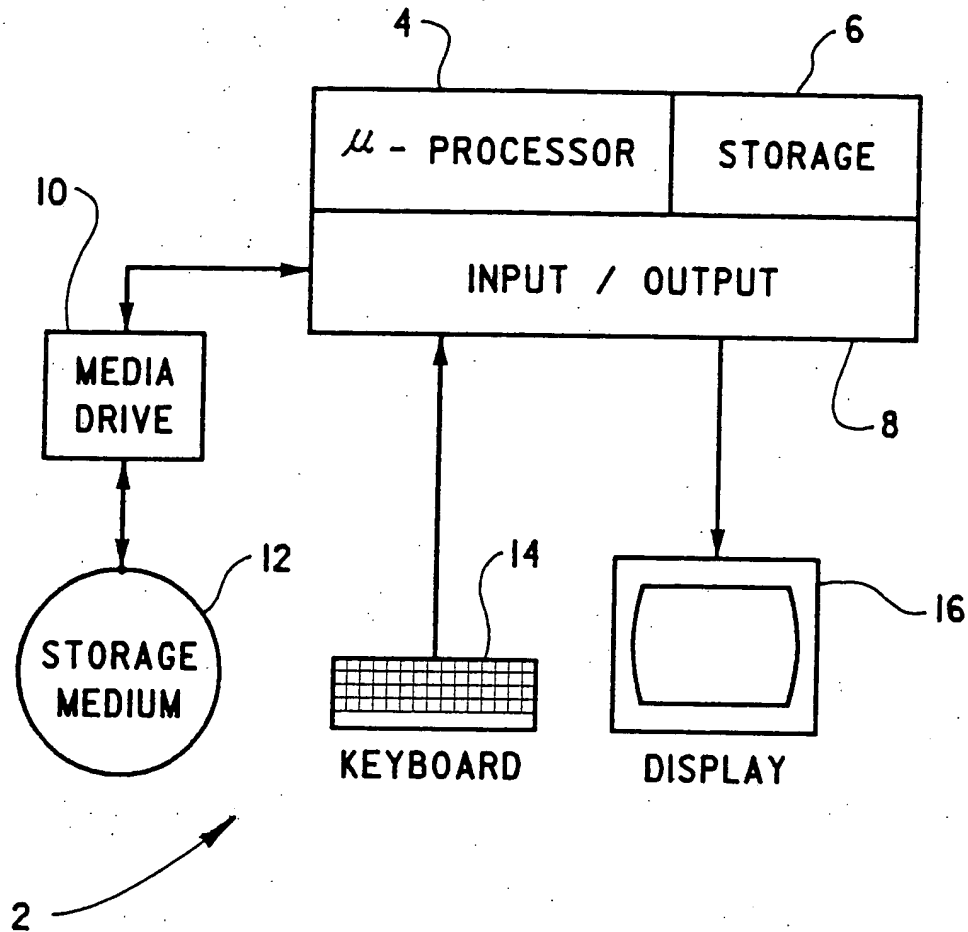 4
6
μ - PROCESSOR
STORAGE
10
INPUT / OUTPUT
MEDIA
DRIVE
8
12
14
16
STORAGE
MEDIUM
KEYBOARD
DISPLAY
2